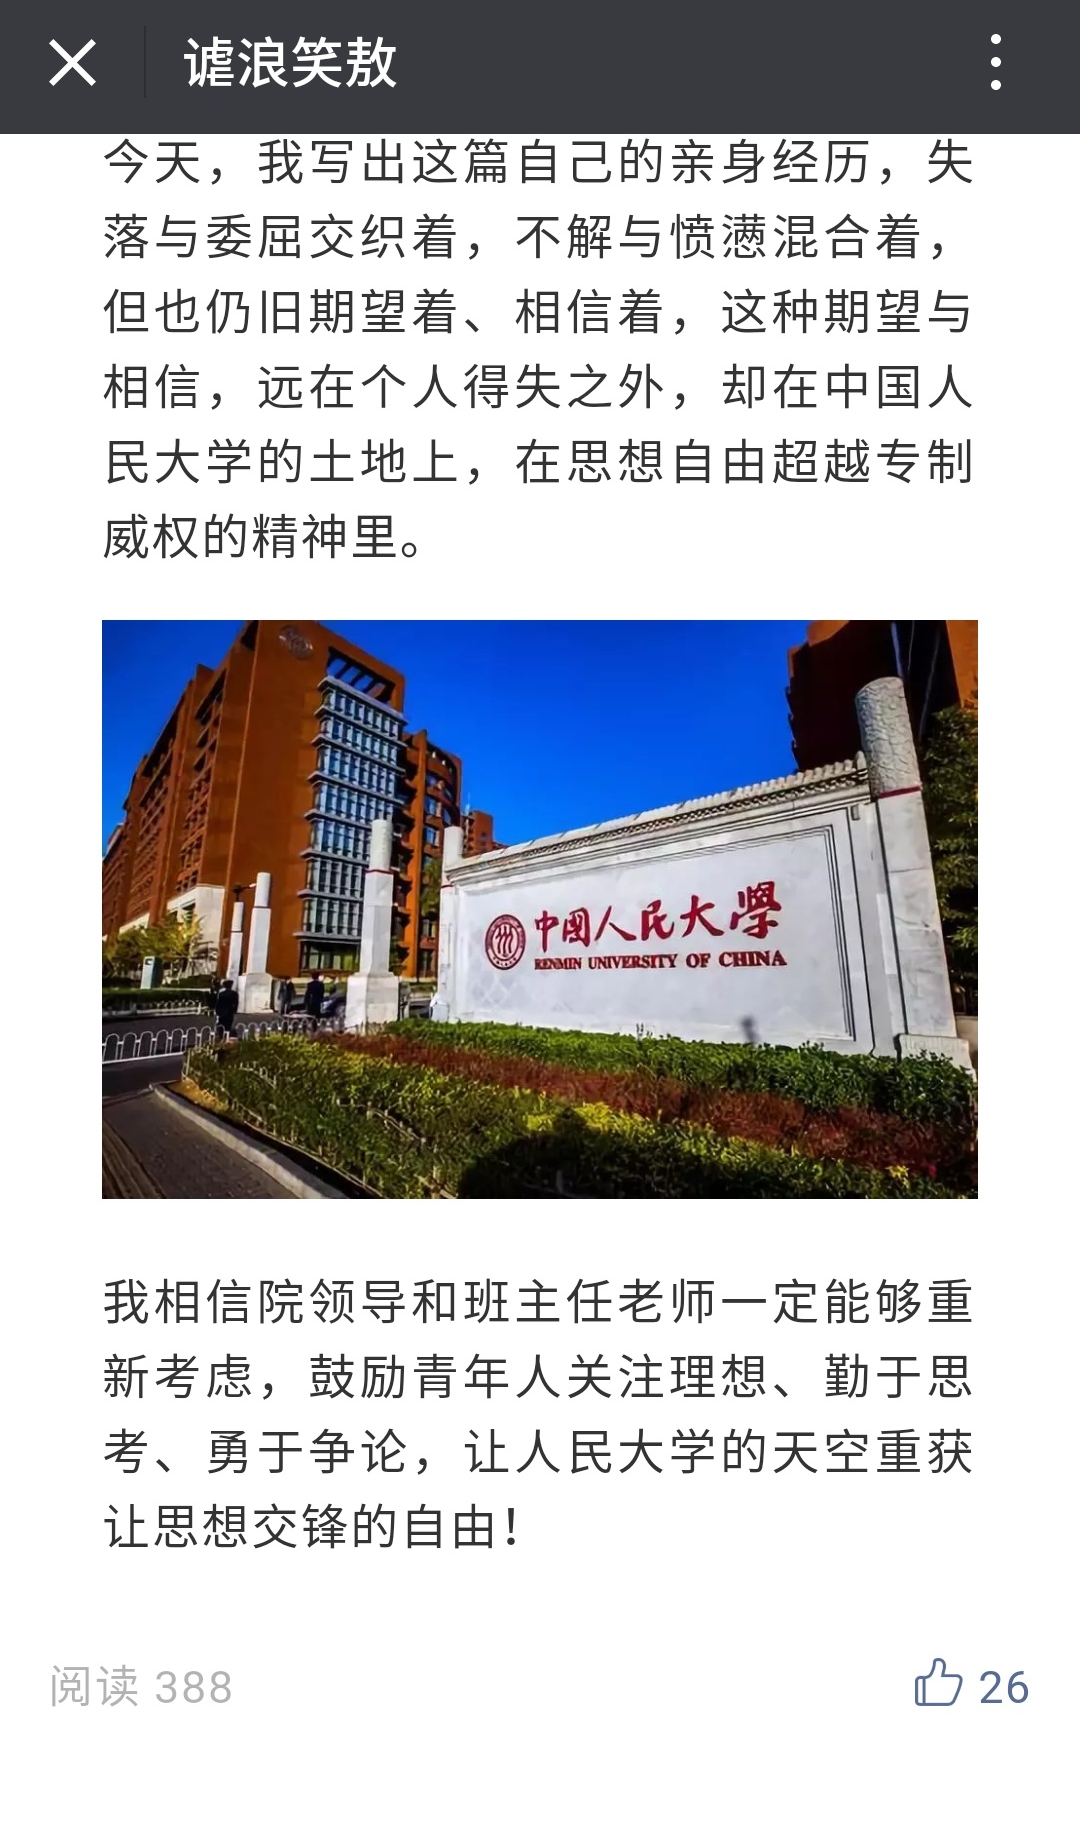 谑浪笑敖
今天，我写出这篇自己的亲身经历，失
落与委屈交织着，不解与愤懑混合着，
但也仍旧期望着、相信着，这种期望与
相信，远在个人得失之外，却在中国人
民大学的土地上，在思想自由超越专制
威权的精神里。
中國人民大學
RENMIN UNIVERSITY OF CHINA
我相信院领导和班主任老师一定能够重
新考虑，鼓励青年人关注理想、勤于思
考、勇于争论，让人民大学的天空重获
让思想交锋的自由！
阅读 388
26